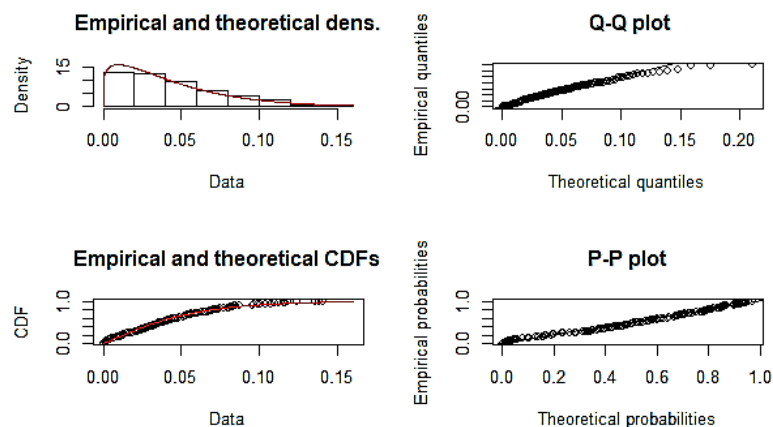 Empirical and theoretical dens.
Density
15
0
0.00 0.05 0.10 0.15
Data
Q-Q plot
Empirical quantiles
0.00
0.00 0.05 0.10 0.15 0.20
Theoretical quantiles
Empirical and theoretical CDFs
CDF
1.0
0.0
0.00 0.05 0.10 0.15
Data
P-P plot
Empirical probabilities
1.0
0.0
0.0 0.2 0.4 0.6 0.8 1.0
Theoretical probabilities